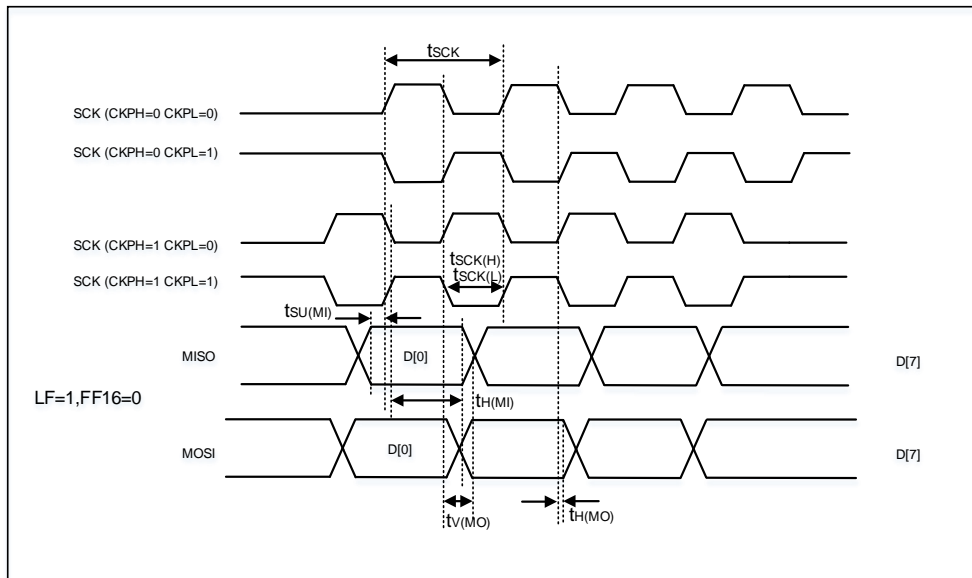 tSCK
SCK (CKPH=0 CKPL=0)
SCK (CKPH=0 CKPL=1)
SCK (CKPH=1 CKPL=0)
tSCK(H)
tSCK(L)
SCK (CKPH=1 CKPL=1)
tSU(MI)
MISO
D[0]
D[7]
LF=1,FF16=0
tH(MI)
MOSI
D[0]
D[7]
tV(MO)
tH(MO)